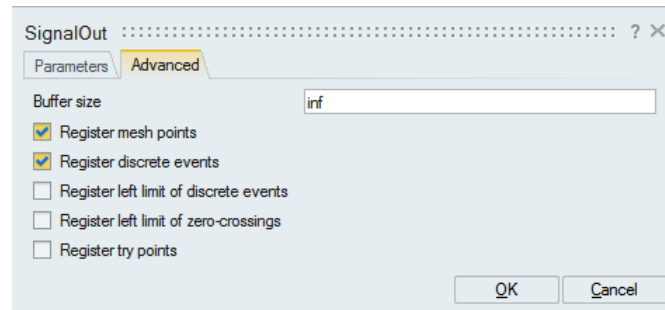 SignalOut ? ×
Parameters Advanced
Buffer size inf
Register mesh points
Register discrete events
Register left limit of discrete events
Register left limit of zero-crossings
Register try points
OK Cancel